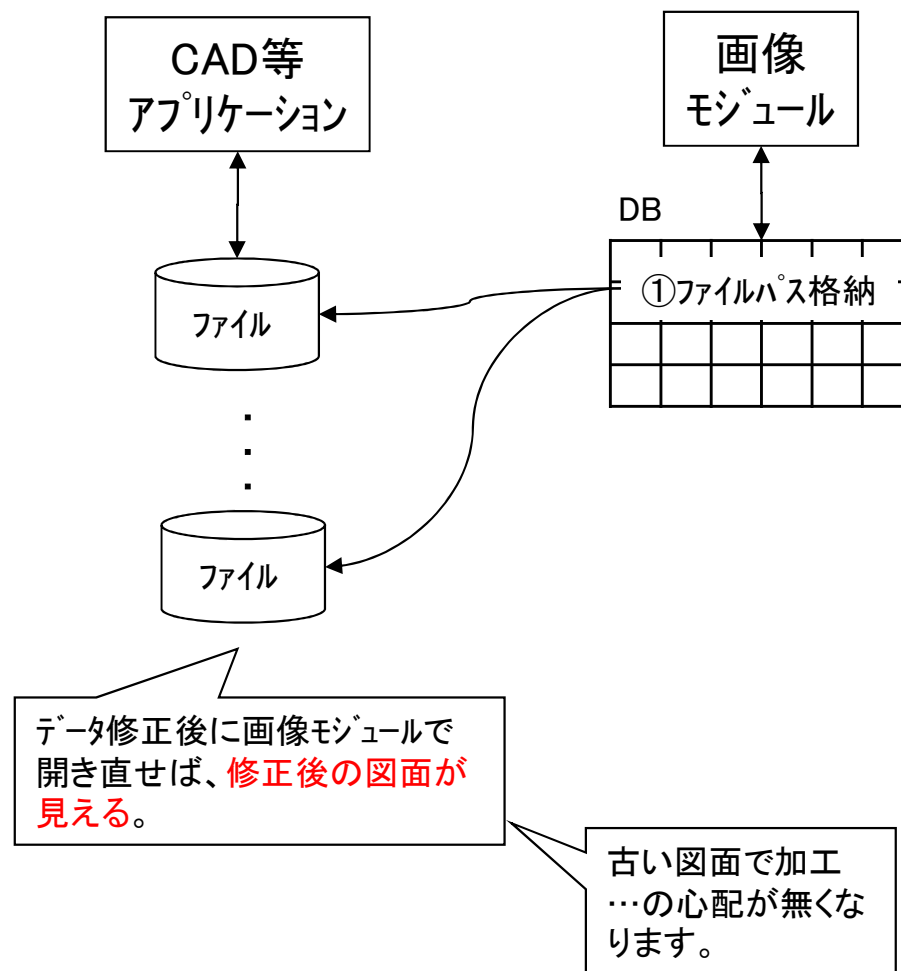 CAD等
アプリケーション
画像
モジュール
DB
①ファイルパス格納
ファイル
・
・
・
ファイル
データ修正後に画像モジュールで
開き直せば、修正後の図面が
見える。
古い図面で加工
…の心配が無くな
ります。